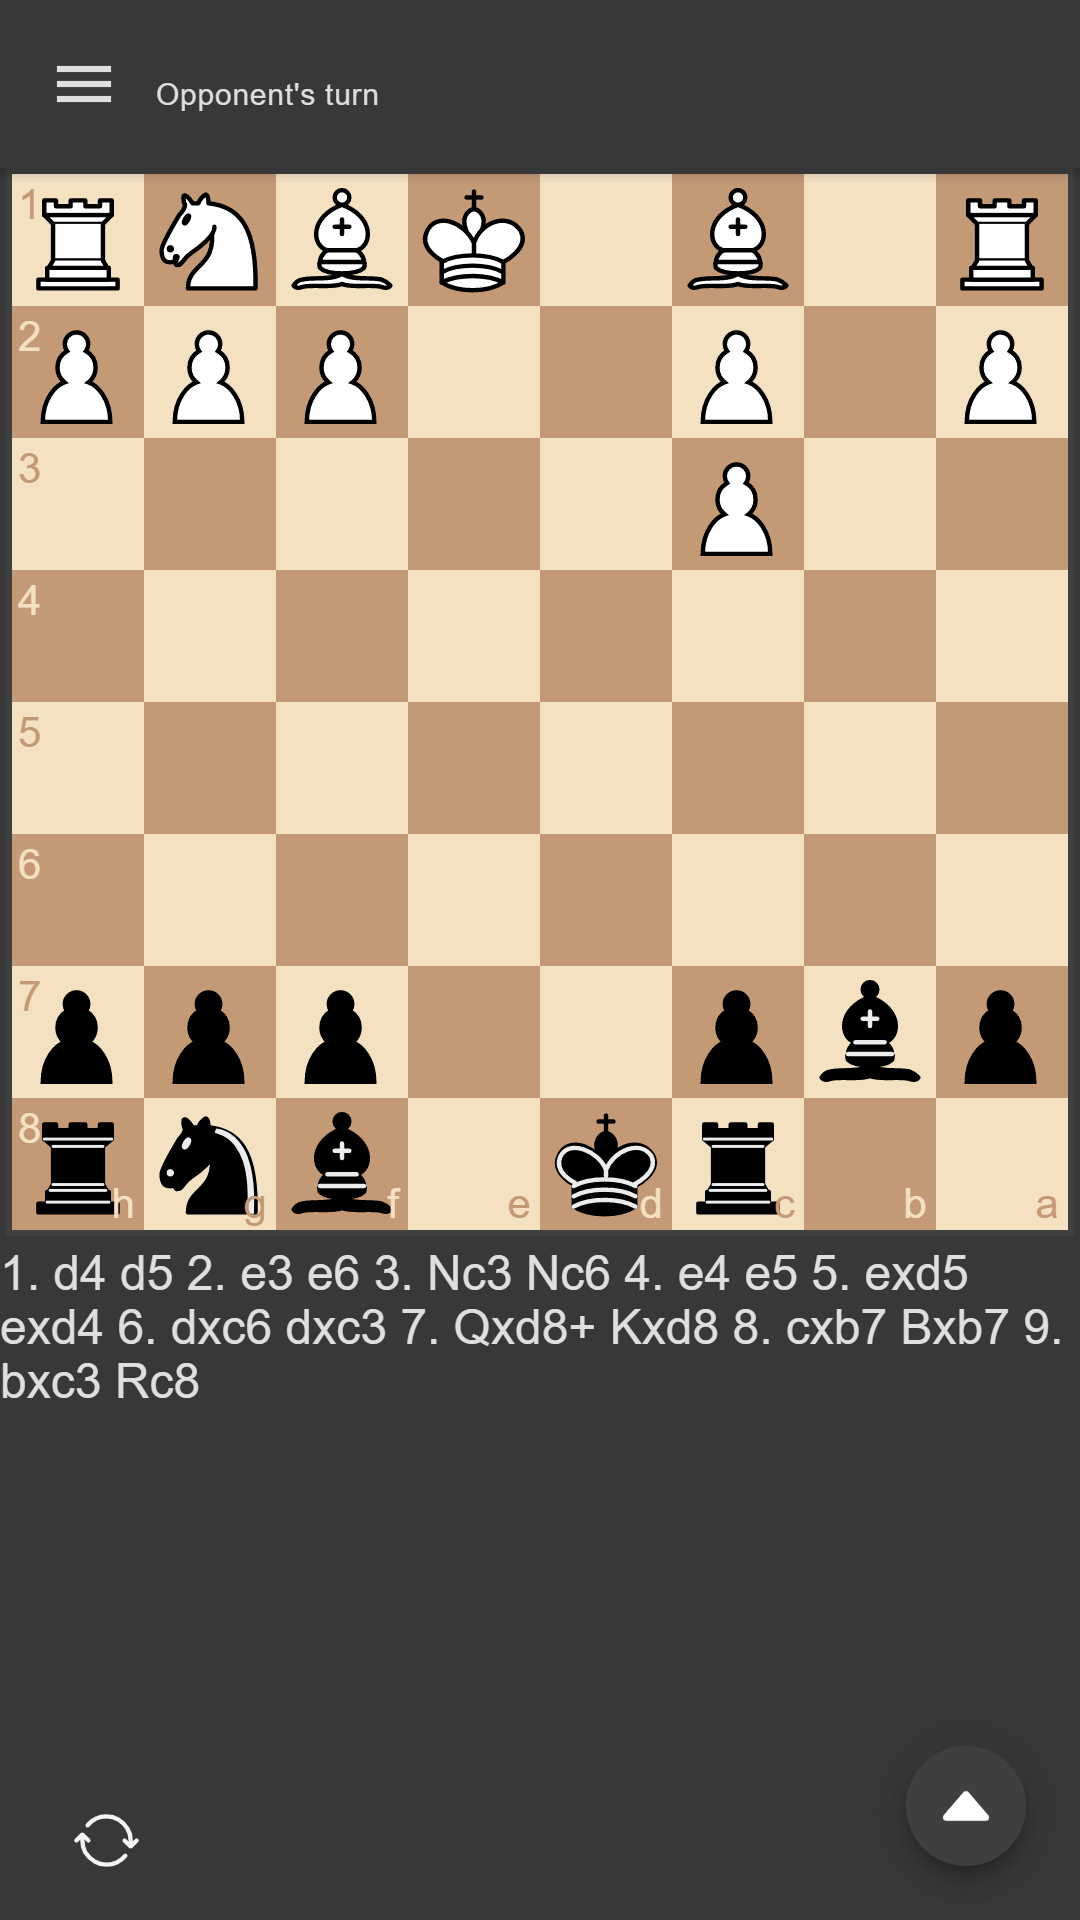 Opponent's turn
1
2
3
4
5
6
7
8
h g f e d c b a
1. d4 d5 2. e3 e6 3. Nc3 Nc6 4. e4 e5 5. exd5
exd4 6. dxc6 dxc3 7. Qxd8+ Kxd8 8. cxb7 Bxb7 9.
bxc3 Rc8